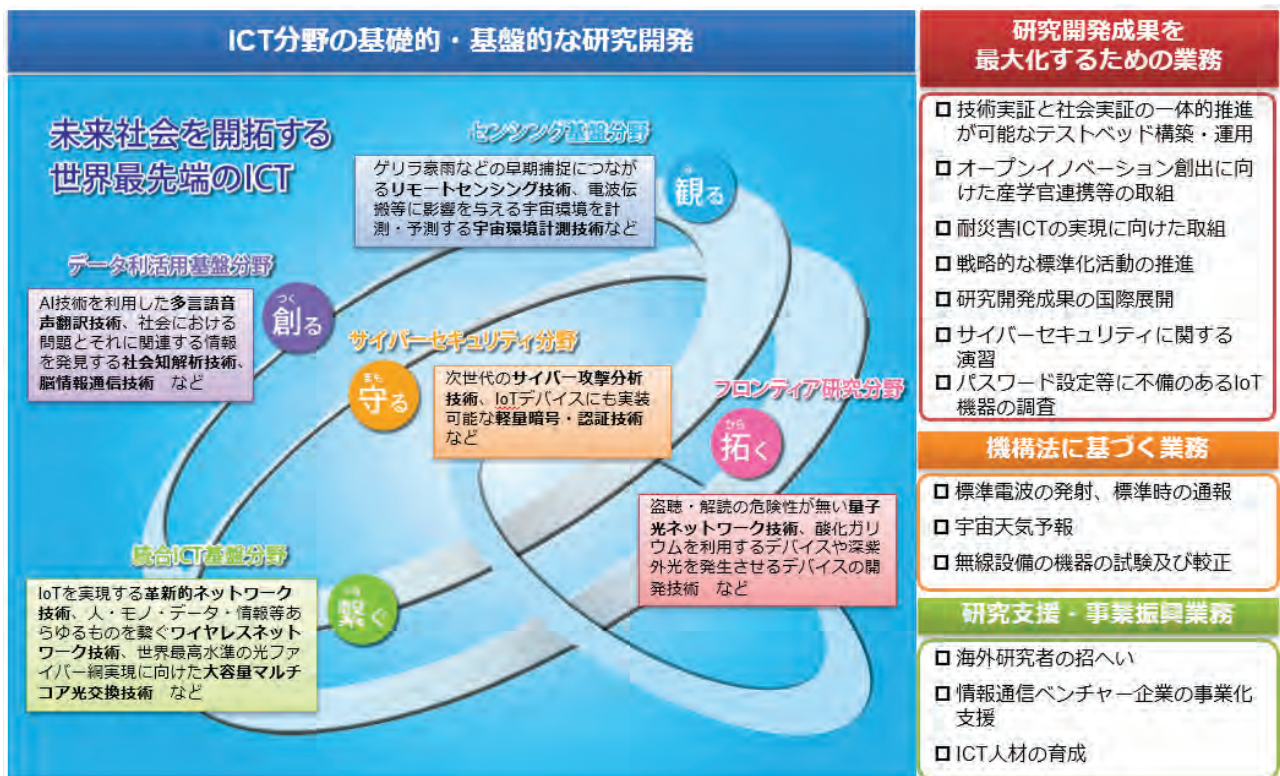 ICT分野の基礎的・基盤的な研究開発
未来社会を開拓する
世界最先端のICT
センシング基盤分野
ゲリラ豪雨などの早期捕捉につなが
るリモートセンシング技術、電波伝
搬等に影響を与える宇宙環境を計
測・予測する宇宙環境計測技術など
観る
データ利活用基盤分野
AI技術を利用した多言語音
声翻訳技術、社会における
問題とそれに関連する情報
を発見する社会知解析技術、
脳情報通信技術 など
つく
創る
サイバーセキュリティ分野
まも
守る
次世代のサイバー攻撃分析
技術、IoTデバイスにも実装
可能な軽量暗号・認証技術
など
フロンティア研究分野
ひら
拓く
盗聴・解読の危険性が無い量子
光ネットワーク技術、酸化ガリ
ウムを利用するデバイスや深紫
外光を発生させるデバイスの開
発技術 など
統合ICT基盤分野
IoTを実現する革新的ネットワーク
技術、人・モノ・データ・情報等あ
らゆるものを繋ぐワイヤレスネット
ワーク技術、世界最高水準の光ファ
イバー網実現に向けた大容量マルチ
コア光交換技術 など
つな
繋ぐ
研究開発成果を
最大化するための業務
技術実証と社会実証の一体的推進
が可能なテストベッド構築・運用
オープンイノベーション創出に向
けた産学官連携等の取組
耐災害ICTの実現に向けた取組
戦略的な標準化活動の推進
研究開発成果の国際展開
サイバーセキュリティに関する
演習
パスワード設定等に不備のあるIoT
機器の調査
機構法に基づく業務
標準電波の発射、標準時の通報
宇宙天気予報
無線設備の機器の試験及び較正
研究支援・事業振興業務
海外研究者の招へい
情報通信ベンチャー企業の事業化
支援
ICT人材の育成